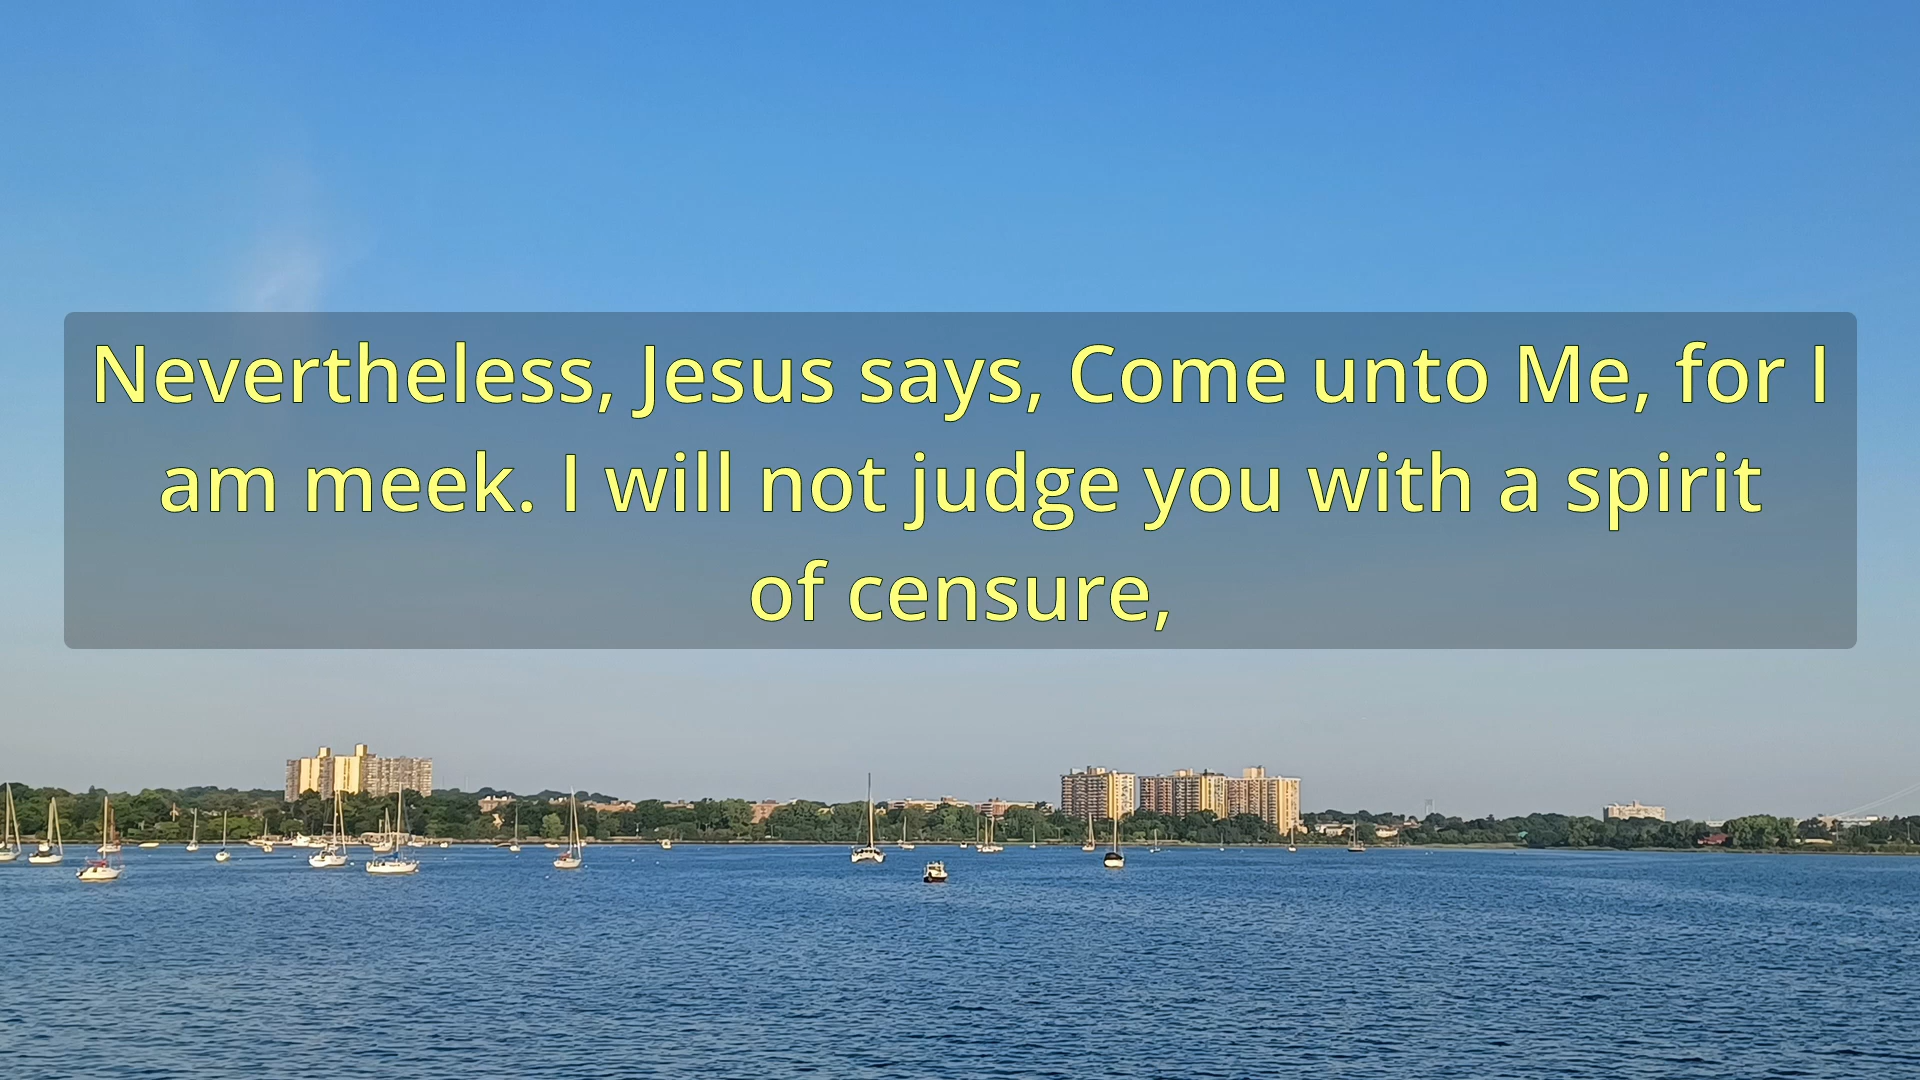 Nevertheless, Jesus says, Come unto Me, for I
am meek. I will not judge you with a spirit
of censure,